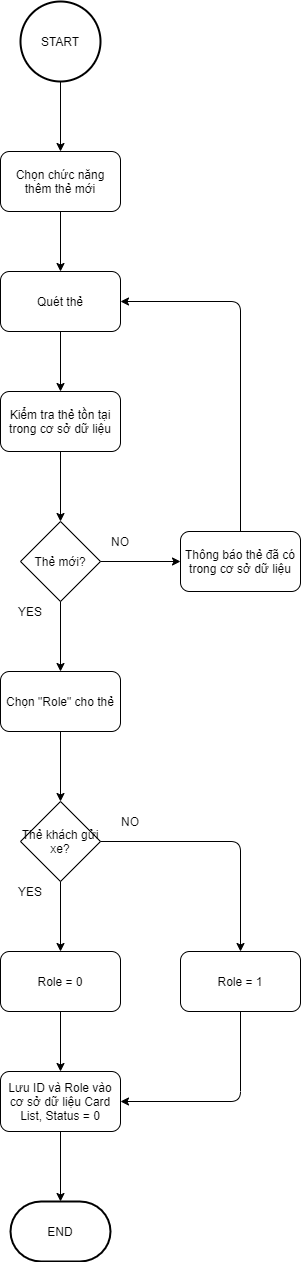 START
Chọn chức năng
thêm thẻ mới
Quét thẻ
Kiểm tra thẻ tồn tại
trong cơ sở dữ liệu
Thẻ mới?
NO
Thông báo thẻ đã có
trong cơ sở dữ liệu
YES
Chọn "Role" cho thẻ
Thẻ khách gửi
xe?
NO
YES
Role = 0
Role = 1
Lưu ID và Role vào
cơ sở dữ liệu Card
List, Status = 0
END